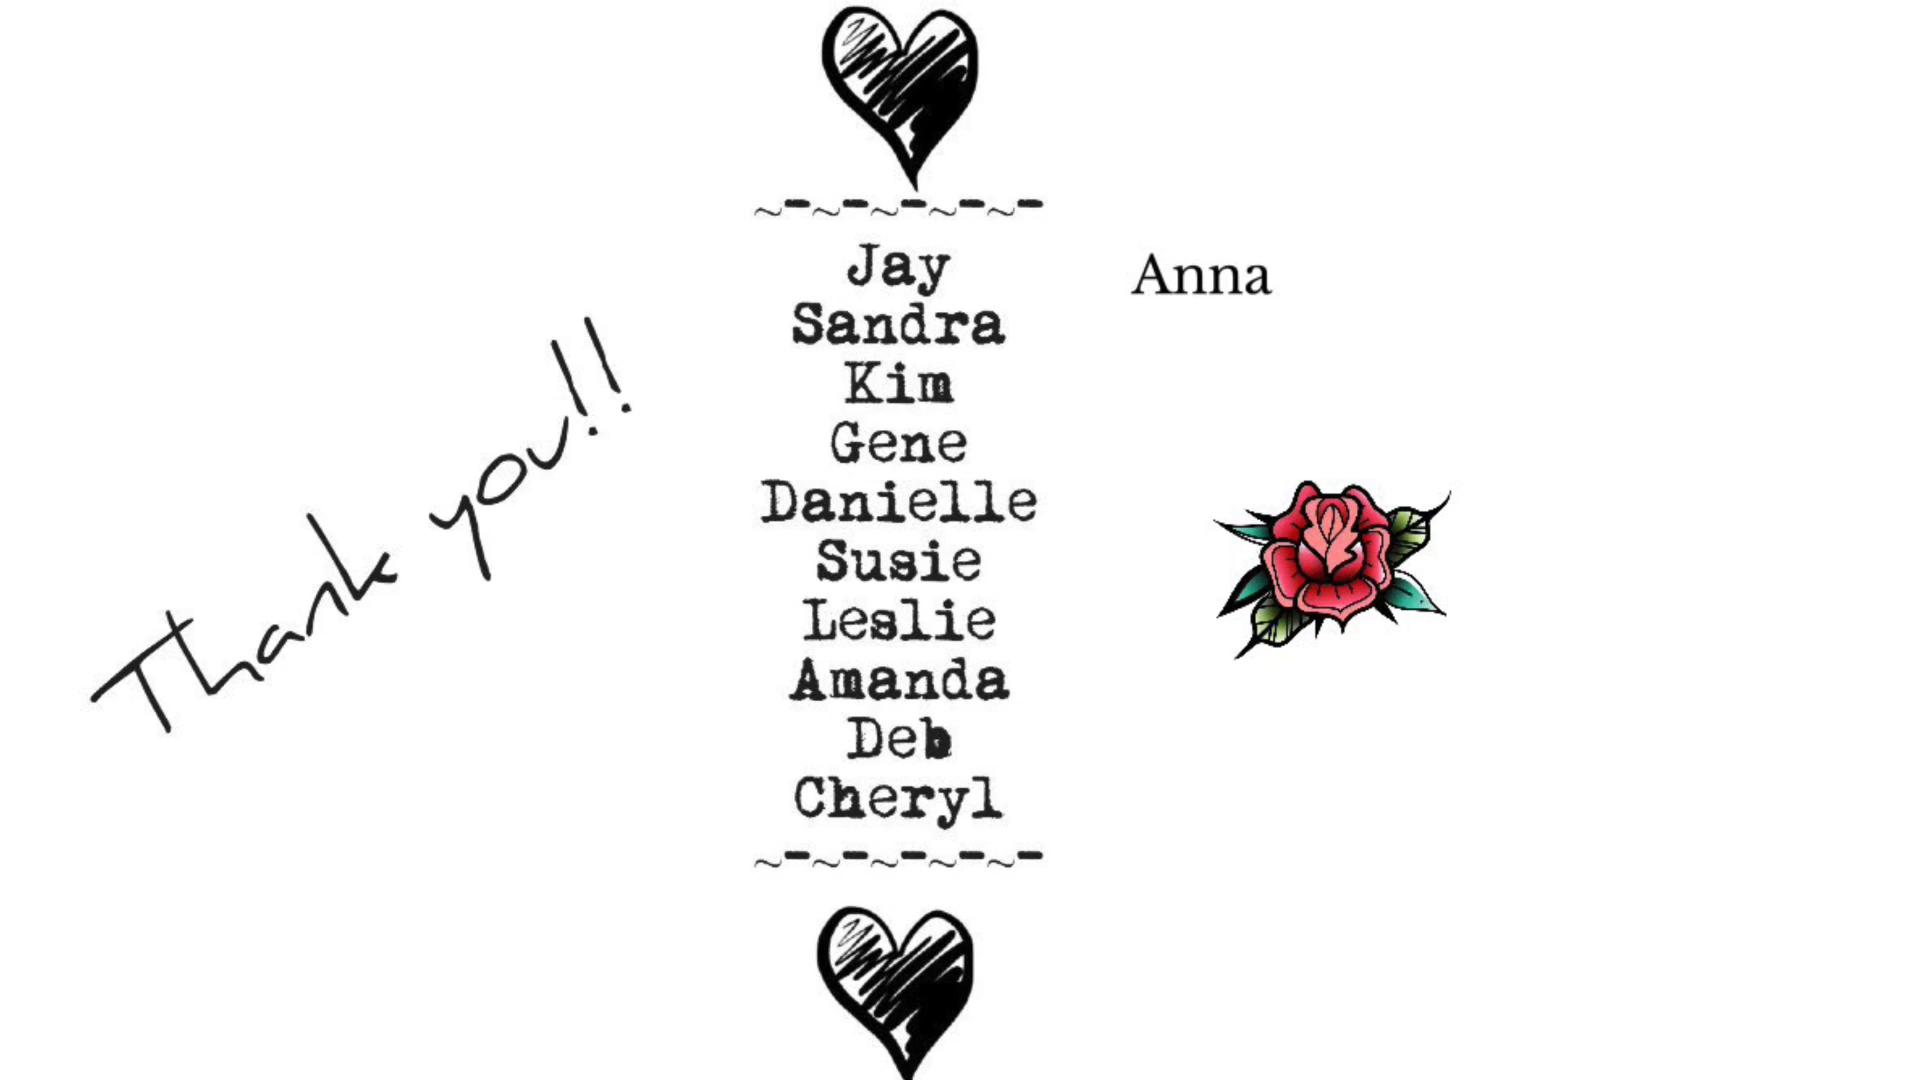 ~-~-~-~-~-
Jay
Anna
Sandra
Kim
Gene
Danielle
Susie
Leslie
Amanda
Deb
Cheryl
~-~-~-~-~-
Thank you!!